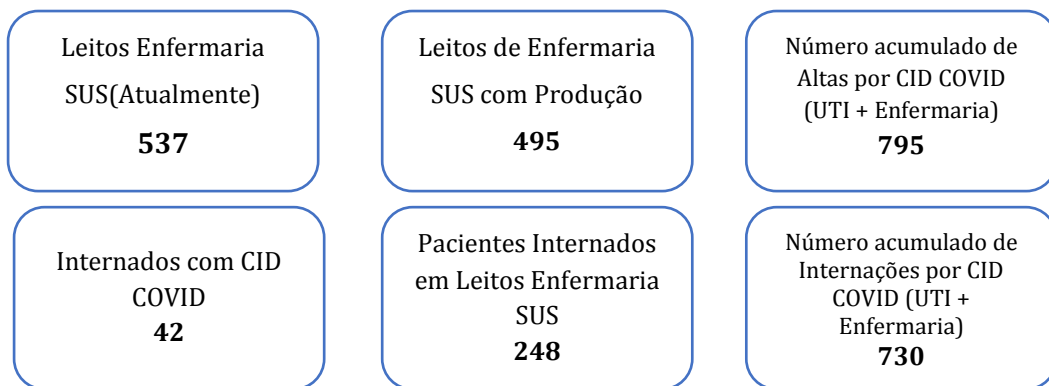 Leitos Enfermaria
SUS(Atualmente)
537
Leitos de Enfermaria
SUS com Produção
495
Número acumulado de
Altas por CID COVID
(UTI + Enfermaria)
795
Internados com CID
COVID
42
Pacientes Internados
em Leitos Enfermaria
SUS
248
Número acumulado de
Internações por CID
COVID (UTI +
Enfermaria)
730